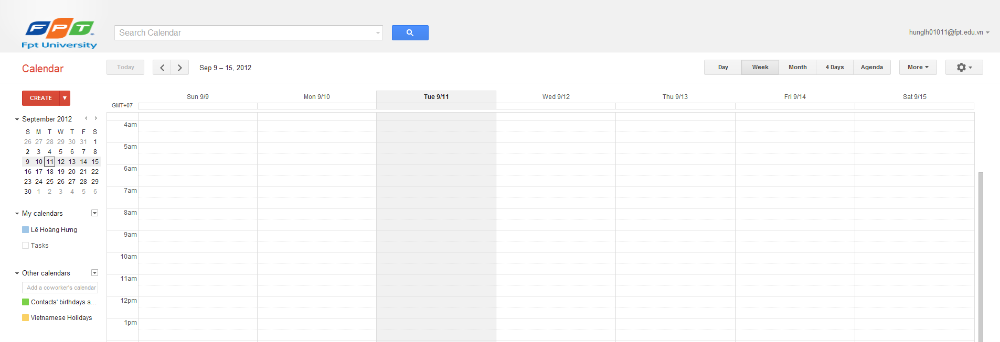 FPT
Fpt University
Search Calendar
hunglh01011@fpt.edu.vn
Calendar
Today
Sep 9 – 15, 2012
Day Week Month 4 Days Agenda More
CREATE
September 2012
S M T W T F S
26 27 28 29 30 31 1
2 3 4 5 6 7 8
9 10 11 12 13 14 15
16 17 18 19 20 21 22
23 24 25 26 27 28 29
30 1 2 3 4 5 6
My calendars
Lê Hoàng Hưng
Tasks
Other calendars
Add a coworker's calendar
Contacts' birthdays a...
Vietnamese Holidays
Sun 9/9 Mon 9/10 Tue 9/11 Wed 9/12 Thu 9/13 Fri 9/14 Sat 9/15
GMT+07
4am
5am
6am
7am
8am
9am
10am
11am
12pm
1pm